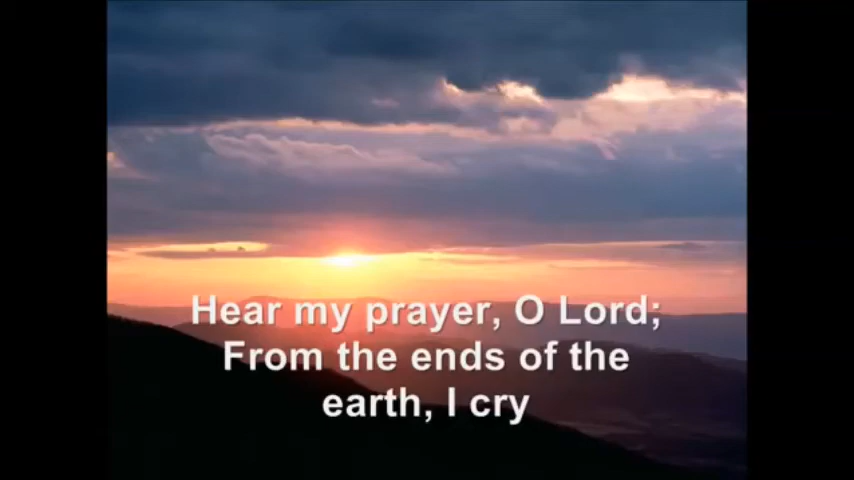 Hear my prayer, O Lord;
From the ends of the
earth, I cry